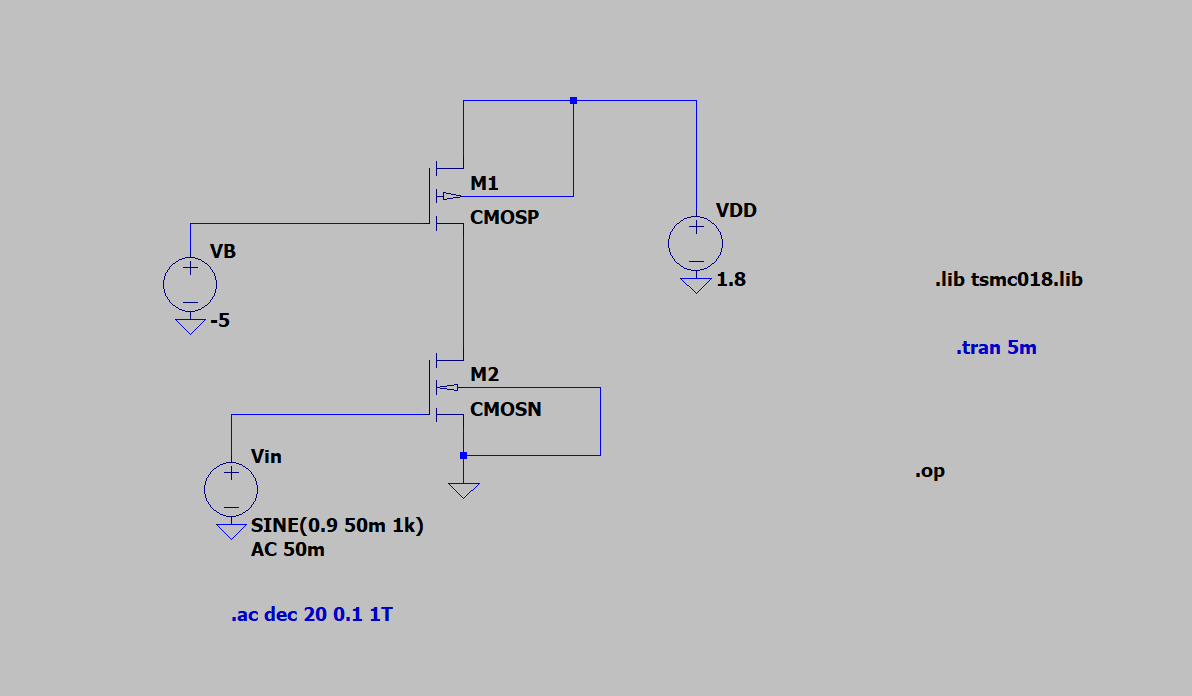 M1
CMOSP
VDD
1.8
VB
-5
.lib tsmc018.lib
.tran 5m
M2
CMOSN
Vin
SINE(0.9 50m 1k)
AC 50m
.op
.ac dec 20 0.1 1T